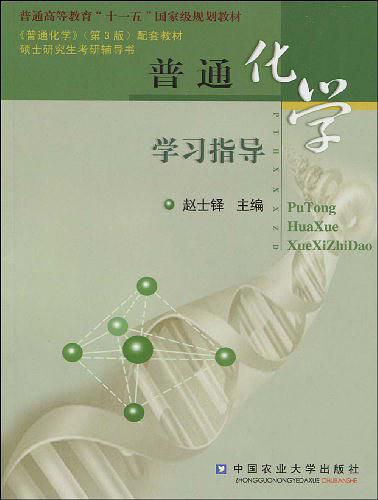 普通高等教育“十一五”国家级规划教材
《普通化学》(第3版)配套教材
硕士研究生考研辅导书
普通化学
学习指导
PTHXXXZD
赵士铎 主编
PuTong
HuaXue
XueXiZhiDao
中国农业大学出版社
ZHONGGUONONGYEDAXUE CHUBANSHE